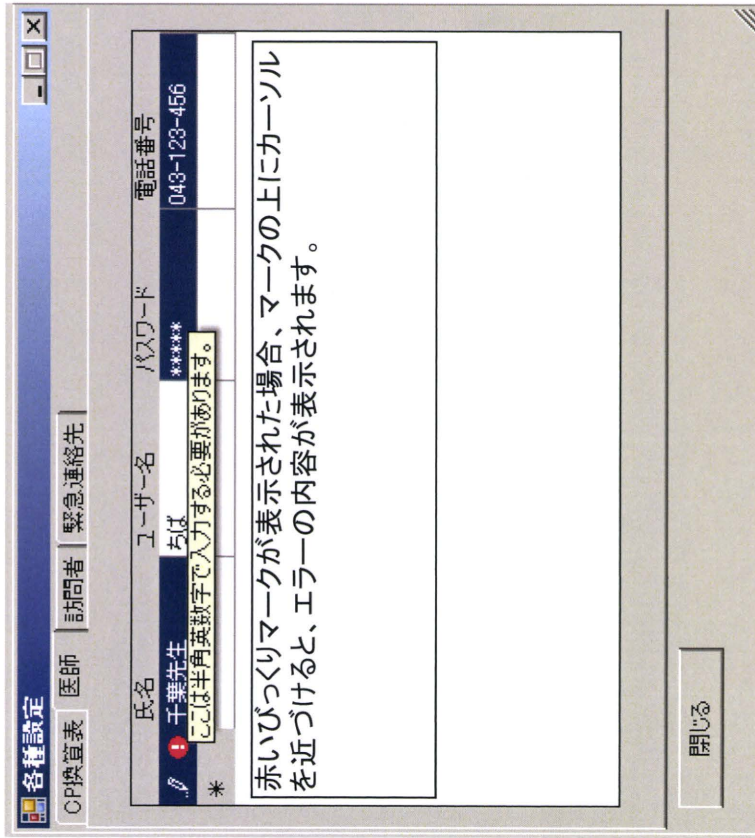 各種設定
CP換算表 医師 訪問者 緊急連絡先
氏名 ユーザー名 パスワード 電話番号
千葉先生 ちば ***** 043-123-456
ここは半角英数字で入力する必要があります。
*
赤いびっくりマークが表示された場合、マークの上にカーソル
を近づけると、エラーの内容が表示されます。
閉じる